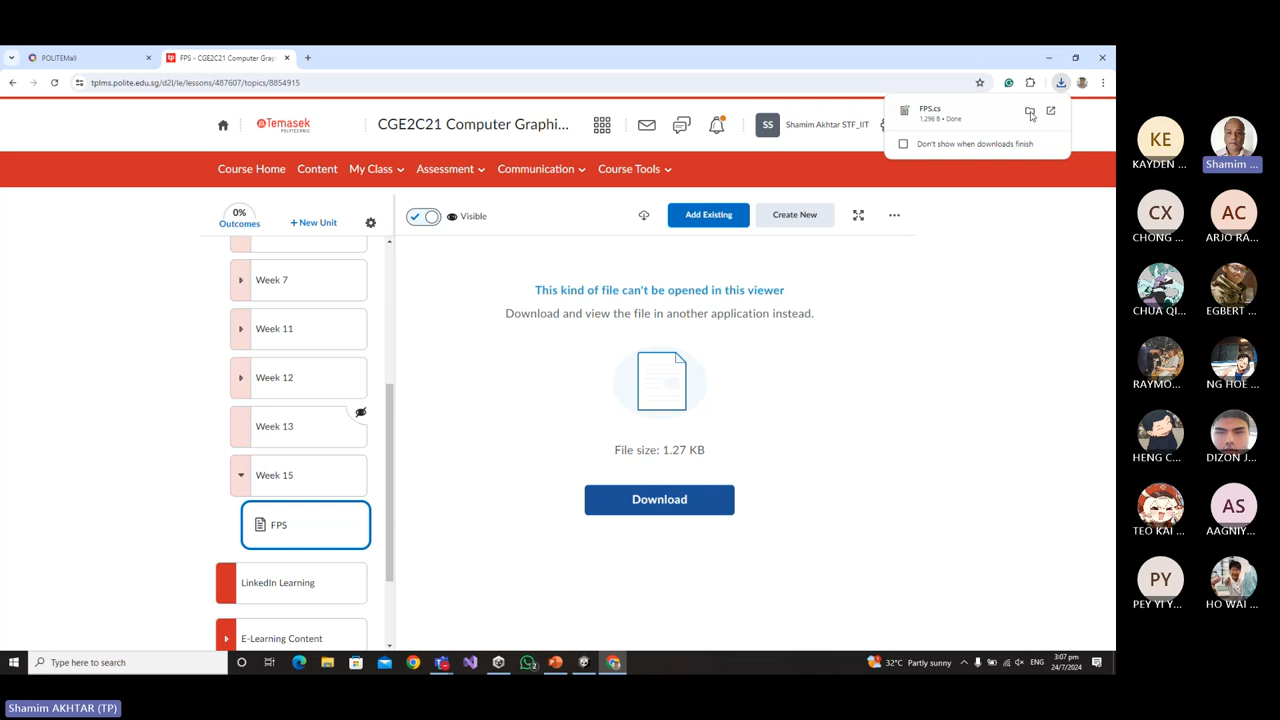 POLITEMall
FPS - CGE2C21 Computer Grap
tplms.polite.edu.sg/d2l/le/lessons/487607/topics/8854915
FPS.cs
1,296 B • Done
Don't show when downloads finish
Temasek
POLYTECHNIC
CGE2C21 Computer Graphi...
SS
Shamim Akhtar STF_IIT
Course Home
Content
My Class
Assessment
Communication
Course Tools
0%
Outcomes
+ New Unit
Visible
Add Existing
Create New
Week 7
Week 11
Week 12
Week 13
Week 15
FPS
LinkedIn Learning
E-Learning Content
This kind of file can't be opened in this viewer
Download and view the file in another application instead.
File size: 1.27 KB
Download
Type here to search
32°C Partly sunny
ENG
3:07 pm
24/7/2024
KE
KAYDEN ...
Shamim ...
CX
CHONG ...
AC
ARJO RA...
CHUA QI...
EGBERT ...
RAYMO...
NG HOE ...
HENG C...
DIZON J...
TEO KAI ...
AS
AAGNIY...
PY
PEY YI Y...
HO WAI ...
Shamim AKHTAR (TP)